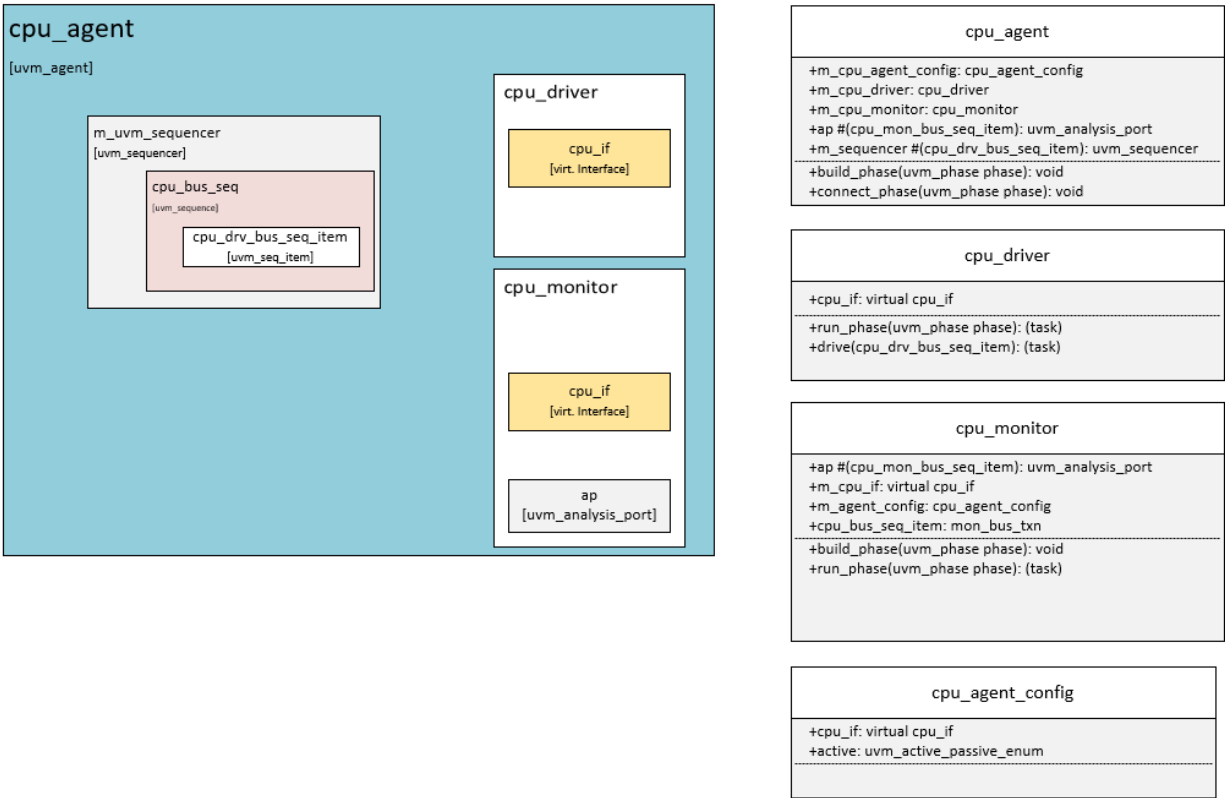 cpu_agent
[uvm_agent]
m_uvm_sequencer
[uvm_sequencer]
cpu_bus_seq
[uvm_sequence]
cpu_drv_bus_seq_item
[uvm_seq_item]
cpu_driver
cpu_if
[virt. Interface]
cpu_monitor
cpu_if
[virt. Interface]
ap
[uvm_analysis_port]
cpu_agent
+m_cpu_agent_config: cpu_agent_config
+m_cpu_driver: cpu_driver
+m_cpu_monitor: cpu_monitor
+ap #(cpu_mon_bus_seq_item): uvm_analysis_port
+m_sequencer #(cpu_drv_bus_seq_item): uvm_sequencer
+build_phase(uvm_phase phase): void
+connect_phase(uvm_phase phase): void
cpu_driver
+cpu_if: virtual cpu_if
+run_phase(uvm_phase phase): (task)
+drive(cpu_drv_bus_seq_item): (task)
cpu_monitor
+ap #(cpu_mon_bus_seq_item): uvm_analysis_port
+m_cpu_if: virtual cpu_if
+m_agent_config: cpu_agent_config
+cpu_bus_seq_item: mon_bus_txn
+build_phase(uvm_phase phase): void
+run_phase(uvm_phase phase): (task)
cpu_agent_config
+cpu_if: virtual cpu_if
+active: uvm_active_passive_enum